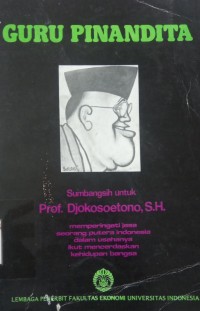 GURU PINANDITA
Sumbangsih untuk
Prof. Djokosoetono, S.H.
memperingati jasa
seorang putera Indonesia
dalam usahanya
ikut mencerdaskan
kehidupan bangsa
LEMBAGA PENERBIT FAKULTAS EKONOMI UNIVERSITAS INDONESIA